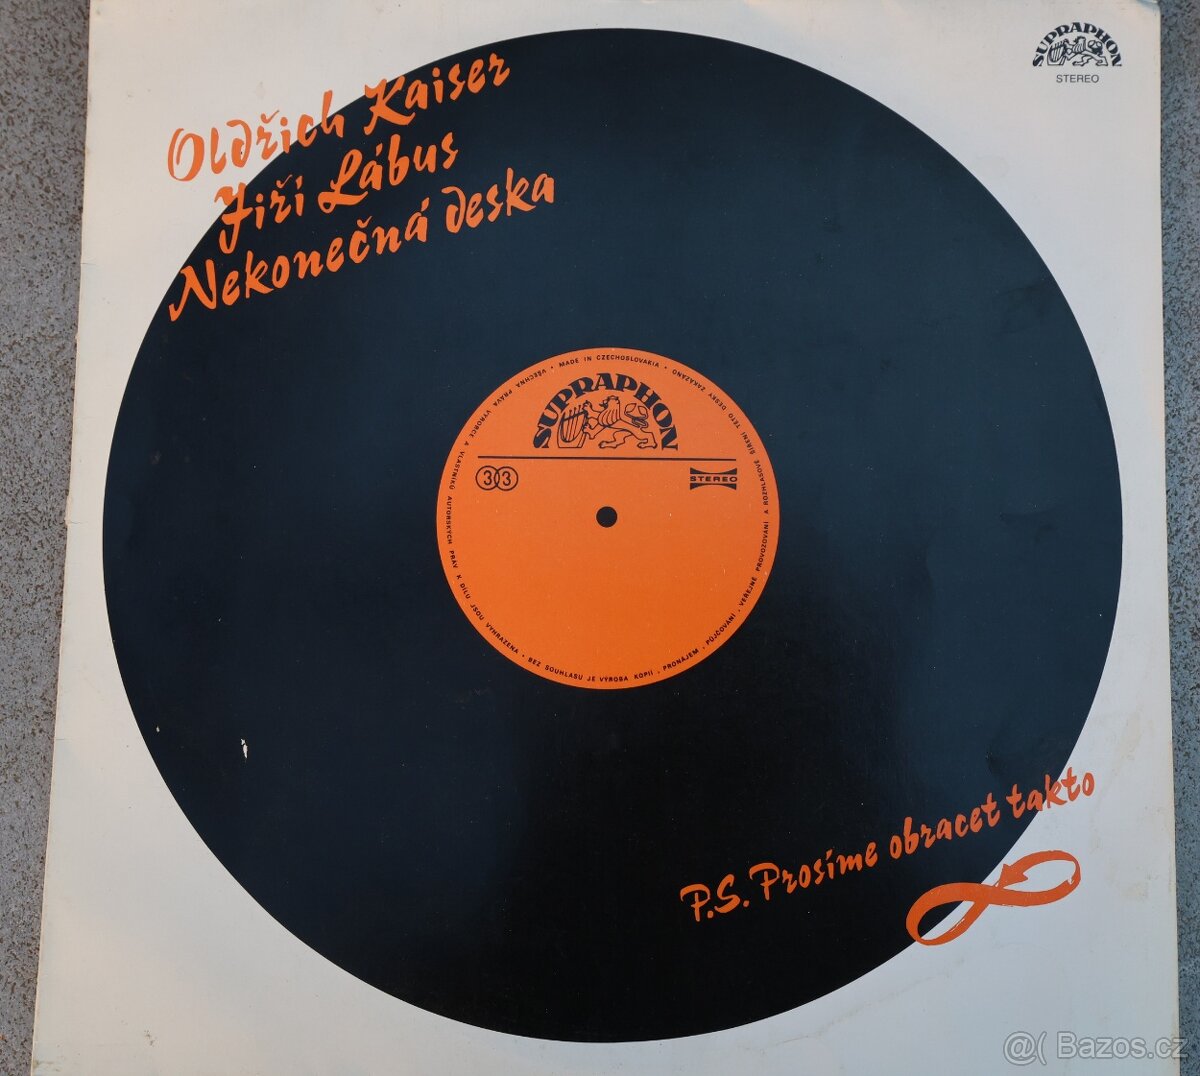 Oldřich Kaiser
Jiří Lábus
Nekonečná deska
SUPRAPHON
STEREO
MADE IN CZECHOSLOVAKIA • VŠECHNA PRÁVA VÝROBCE A VLASTNÍKŮ AUTORSKÝCH PRÁV K DÍLU JSOU VYHRAZENA • BEZ SOUHLASU JE VÝROBA KOPIÍ, PRONÁJEM, PŮJČOVÁNÍ, VEŘEJNÉ PROVOZOVÁNÍ A ROZHLASOVÉ ŠÍŘENÍ TÉTO DESKY ZAKÁZÁNO •
SUPRAPHON
33
STEREO
P.S. Prosíme obracet takto
@( Bazos.cz